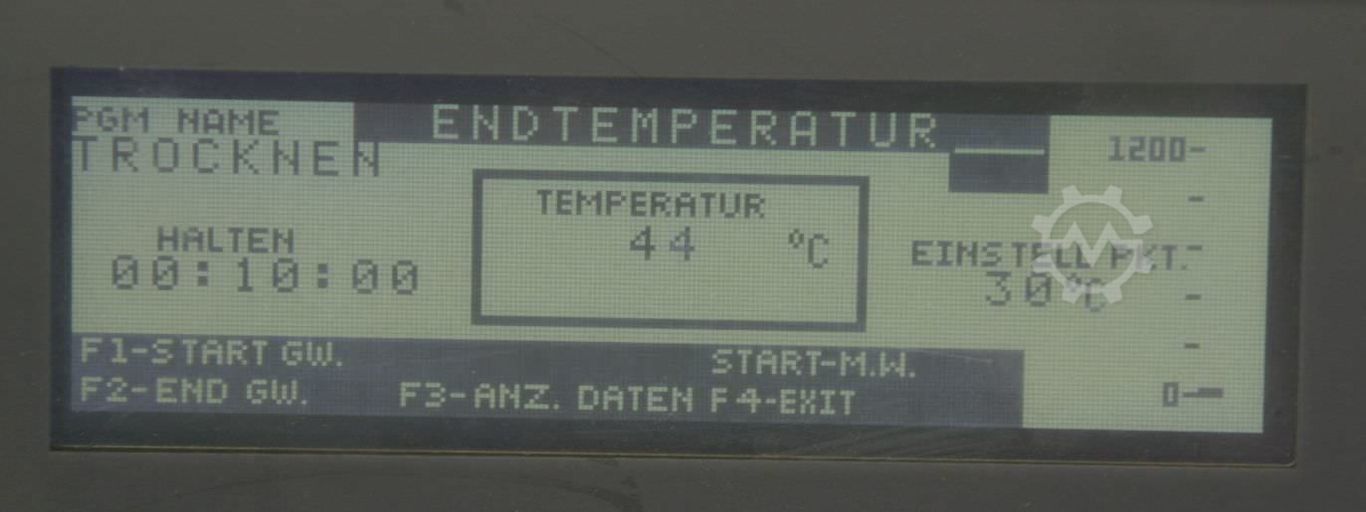 PGM NAME
ENDTEMPERATUR
TROCKNEN
1200-
TEMPERATUR
44 °C
HALTEN
00:10:00
EINSTELL PKT.
30°C
F1-START GW.
START-M.W.
F2-END GW.
F3-ANZ. DATEN
F4-EXIT
0-